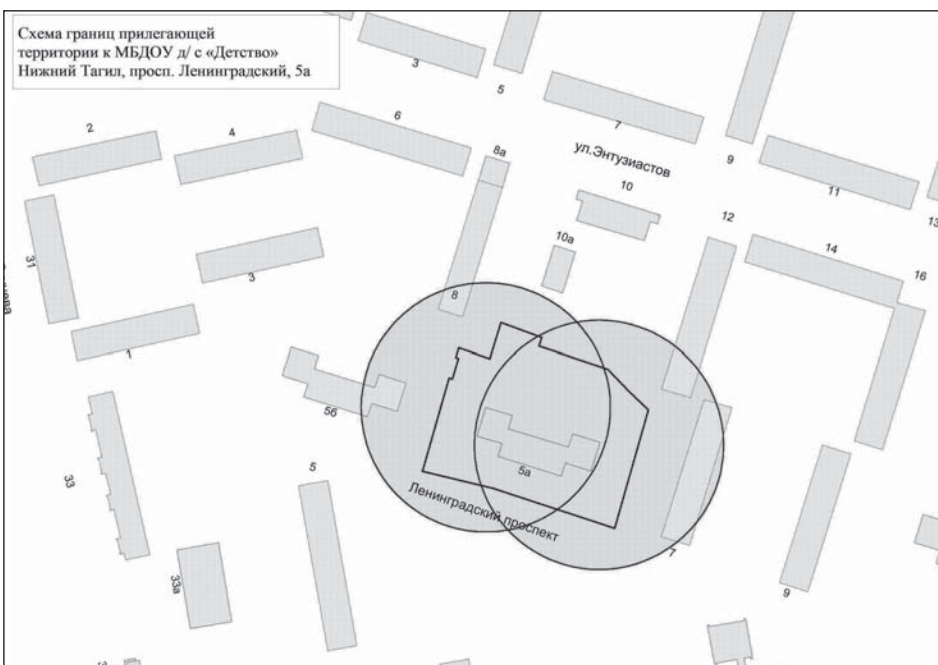 Схема границ прилегающей
территории к МБДОУ д/ с «Детство»
Нижний Тагил, просп. Ленинградский, 5а
3
5
7
2
4
6
8а
ул.Энтузиастов
9
11
10
13
12
10а
14
31
3
16
8
1
5б
5а
5
33
Ленинградский проспект
7
33а
9